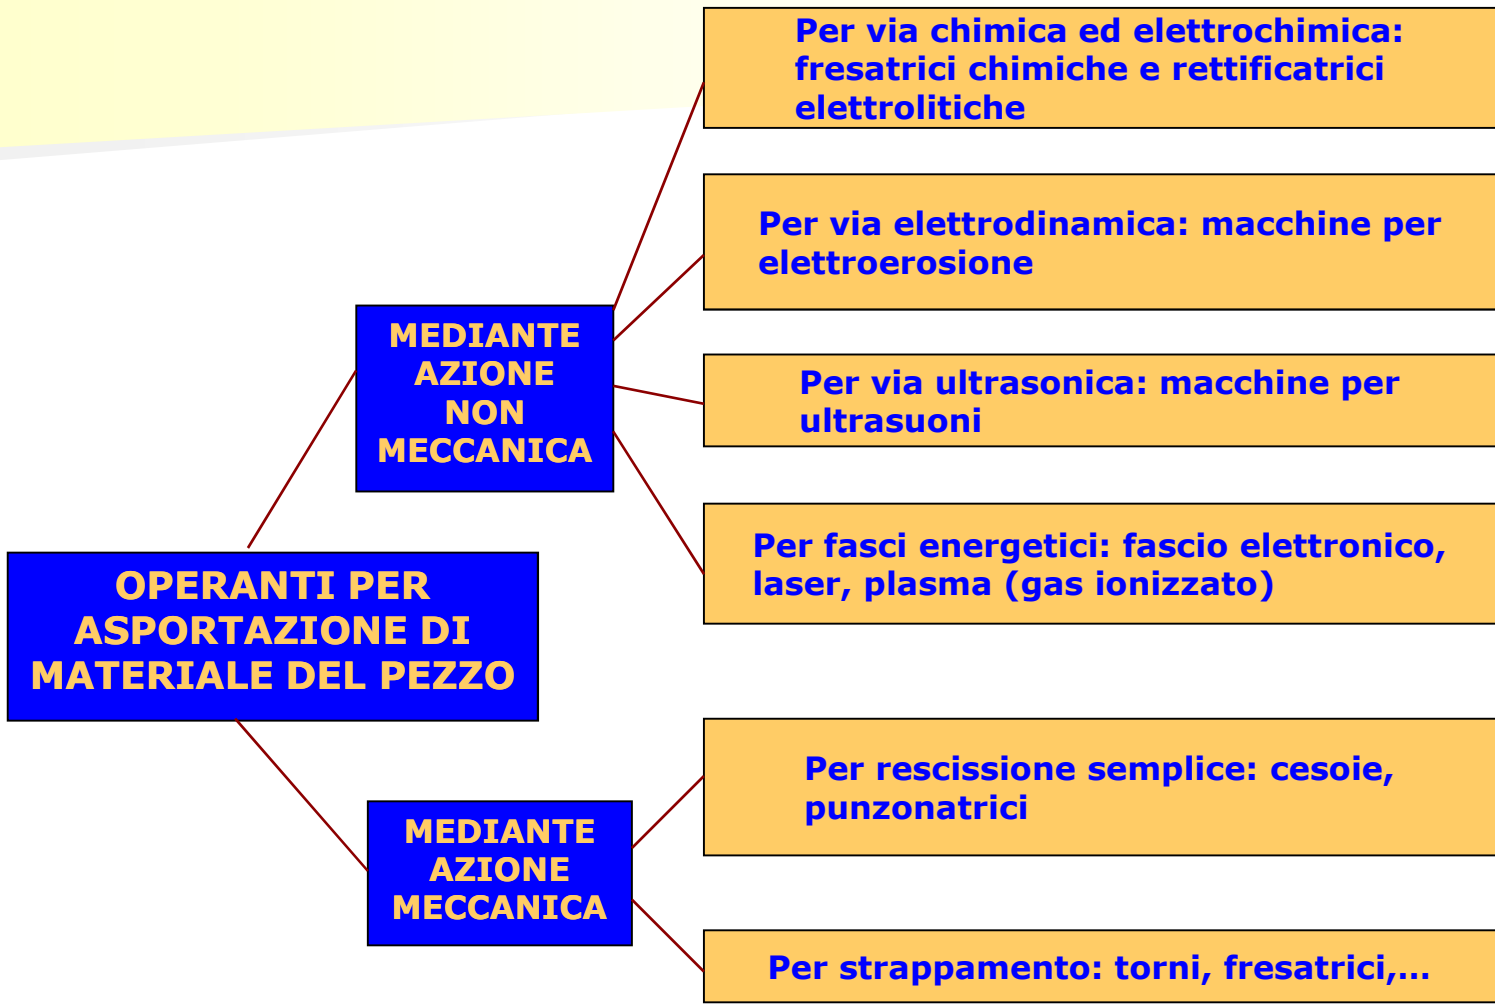 Per via chimica ed elettrochimica:
fresatrici chimiche e rettificatrici
elettrolitiche
Per via elettrodinamica: macchine per
elettroerosione
MEDIANTE
AZIONE
NON
MECCANICA
Per via ultrasonica: macchine per
ultrasuoni
Per fasci energetici: fascio elettronico,
laser, plasma (gas ionizzato)
OPERANTI PER
ASPORTAZIONE DI
MATERIALE DEL PEZZO
Per rescissione semplice: cesoie,
punzonatrici
MEDIANTE
AZIONE
MECCANICA
Per strappamento: torni, fresatrici,…